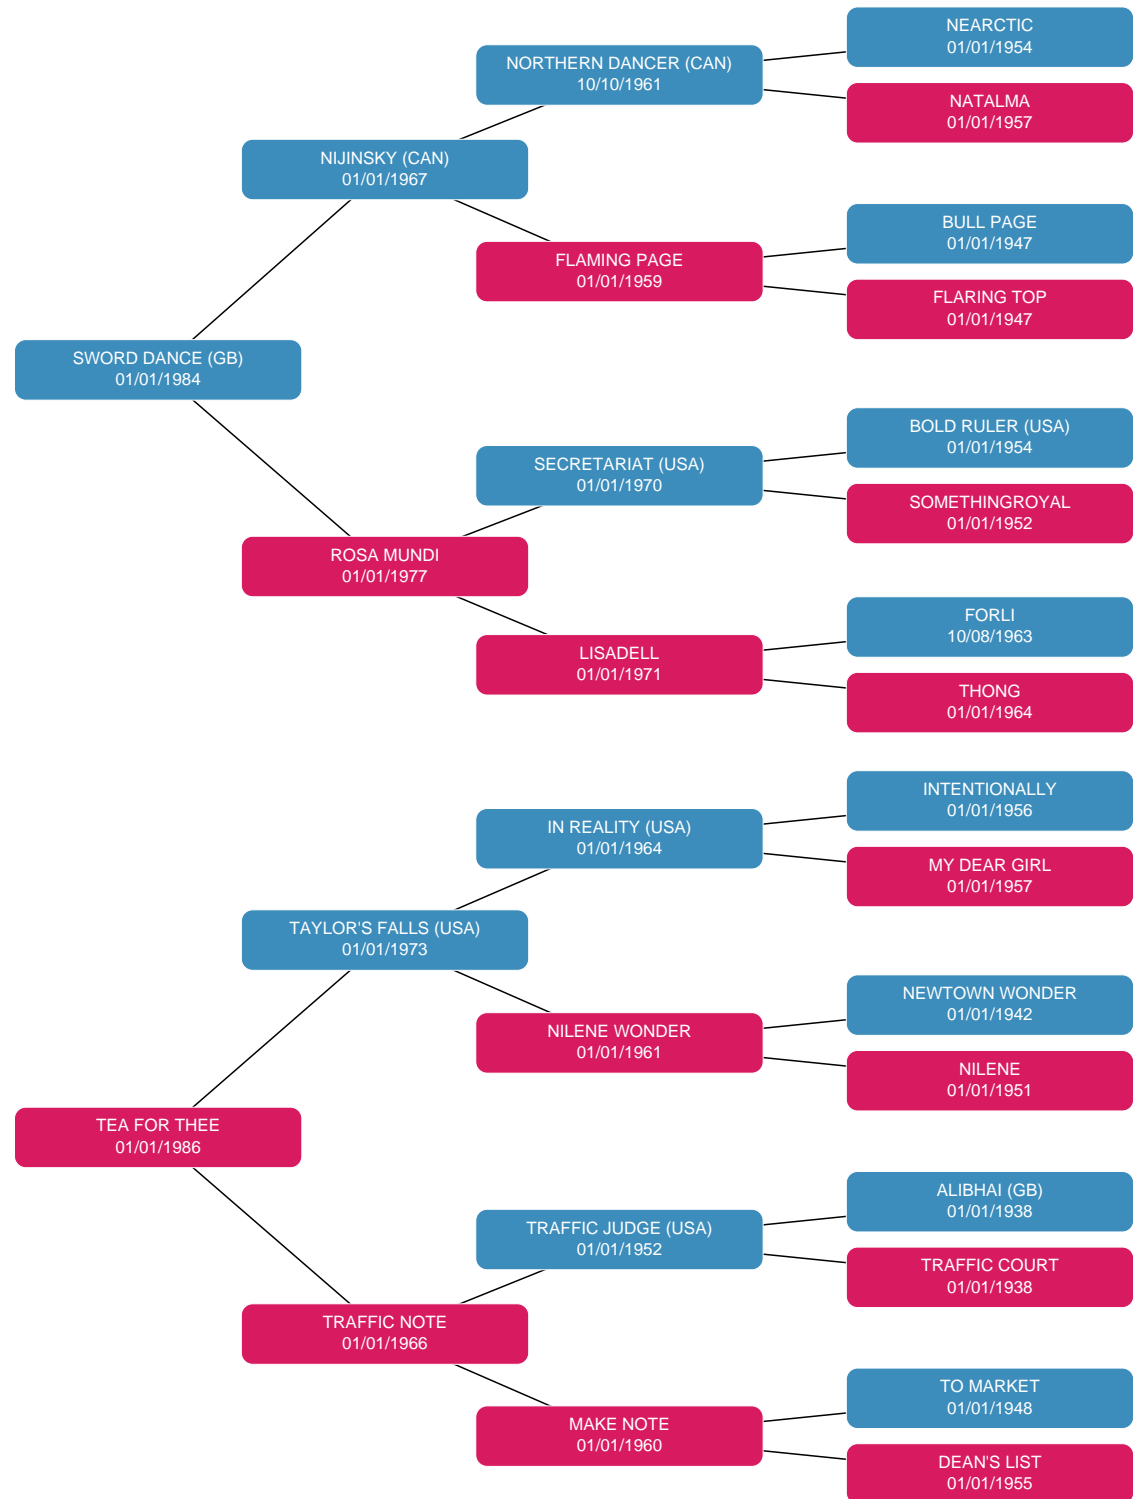 NEARCTIC
01/01/1954
NORTHERN DANCER (CAN)
10/10/1961
NATALMA
01/01/1957
NIJINSKY (CAN)
01/01/1967
BULL PAGE
01/01/1947
FLAMING PAGE
01/01/1959
FLARING TOP
01/01/1947
SWORD DANCE (GB)
01/01/1984
BOLD RULER (USA)
01/01/1954
SECRETARIAT (USA)
01/01/1970
SOMETHINGROYAL
01/01/1952
ROSA MUNDI
01/01/1977
FORLI
10/08/1963
LISADELL
01/01/1971
THONG
01/01/1964
INTENTIONALLY
01/01/1956
IN REALITY (USA)
01/01/1964
MY DEAR GIRL
01/01/1957
TAYLOR'S FALLS (USA)
01/01/1973
NEWTOWN WONDER
01/01/1942
NILENE WONDER
01/01/1961
NILENE
01/01/1951
TEA FOR THEE
01/01/1986
ALIBHAI (GB)
01/01/1938
TRAFFIC JUDGE (USA)
01/01/1952
TRAFFIC COURT
01/01/1938
TRAFFIC NOTE
01/01/1966
TO MARKET
01/01/1948
MAKE NOTE
01/01/1960
DEAN'S LIST
01/01/1955